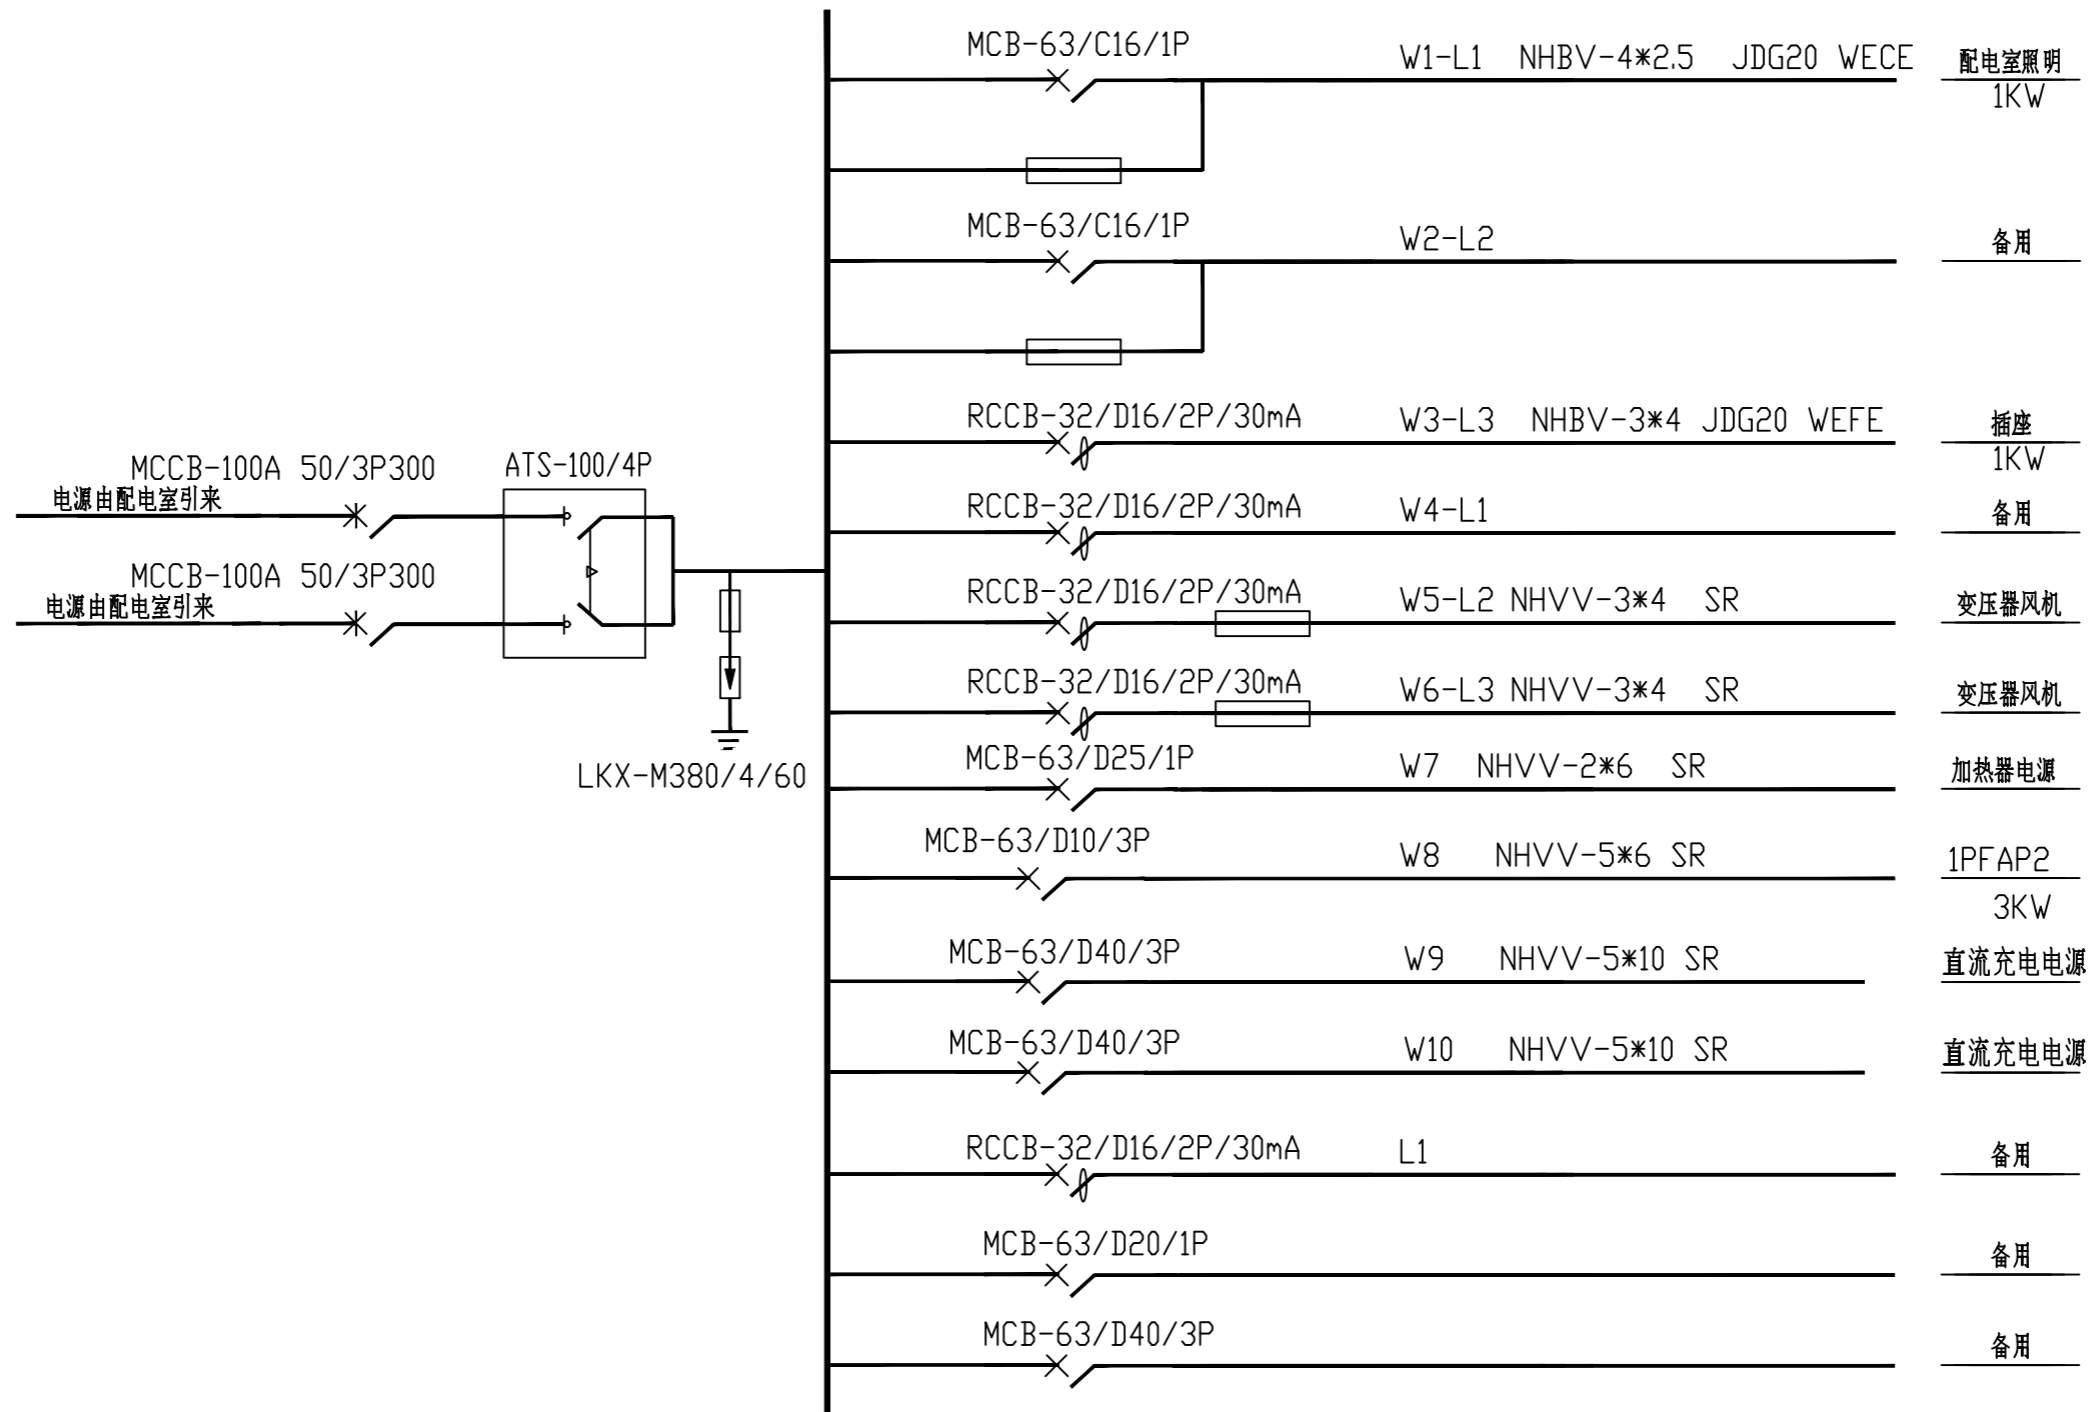 MCB-63/C16/1P W1-L1 NHBV-4*2.5 JDG20 WECE 配电室照明
1KW
MCB-63/C16/1P W2-L2 备用
RCCB-32/D16/2P/30mA W3-L3 NHBV-3*4 JDG20 WEFE 插座
1KW
MCCB-100A 50/3P300 ATS-100/4P
电源由配电室引来
RCCB-32/D16/2P/30mA W4-L1 备用
MCCB-100A 50/3P300
电源由配电室引来
RCCB-32/D16/2P/30mA W5-L2 NHVV-3*4 SR 变压器风机
RCCB-32/D16/2P/30mA W6-L3 NHVV-3*4 SR 变压器风机
LKX-M380/4/60
MCB-63/D25/1P W7 NHVV-2*6 SR 加热器电源
MCB-63/D10/3P W8 NHVV-5*6 SR 1PFAP2
3KW
MCB-63/D40/3P W9 NHVV-5*10 SR 直流充电电源
MCB-63/D40/3P W10 NHVV-5*10 SR 直流充电电源
RCCB-32/D16/2P/30mA L1 备用
MCB-63/D20/1P 备用
MCB-63/D40/3P 备用